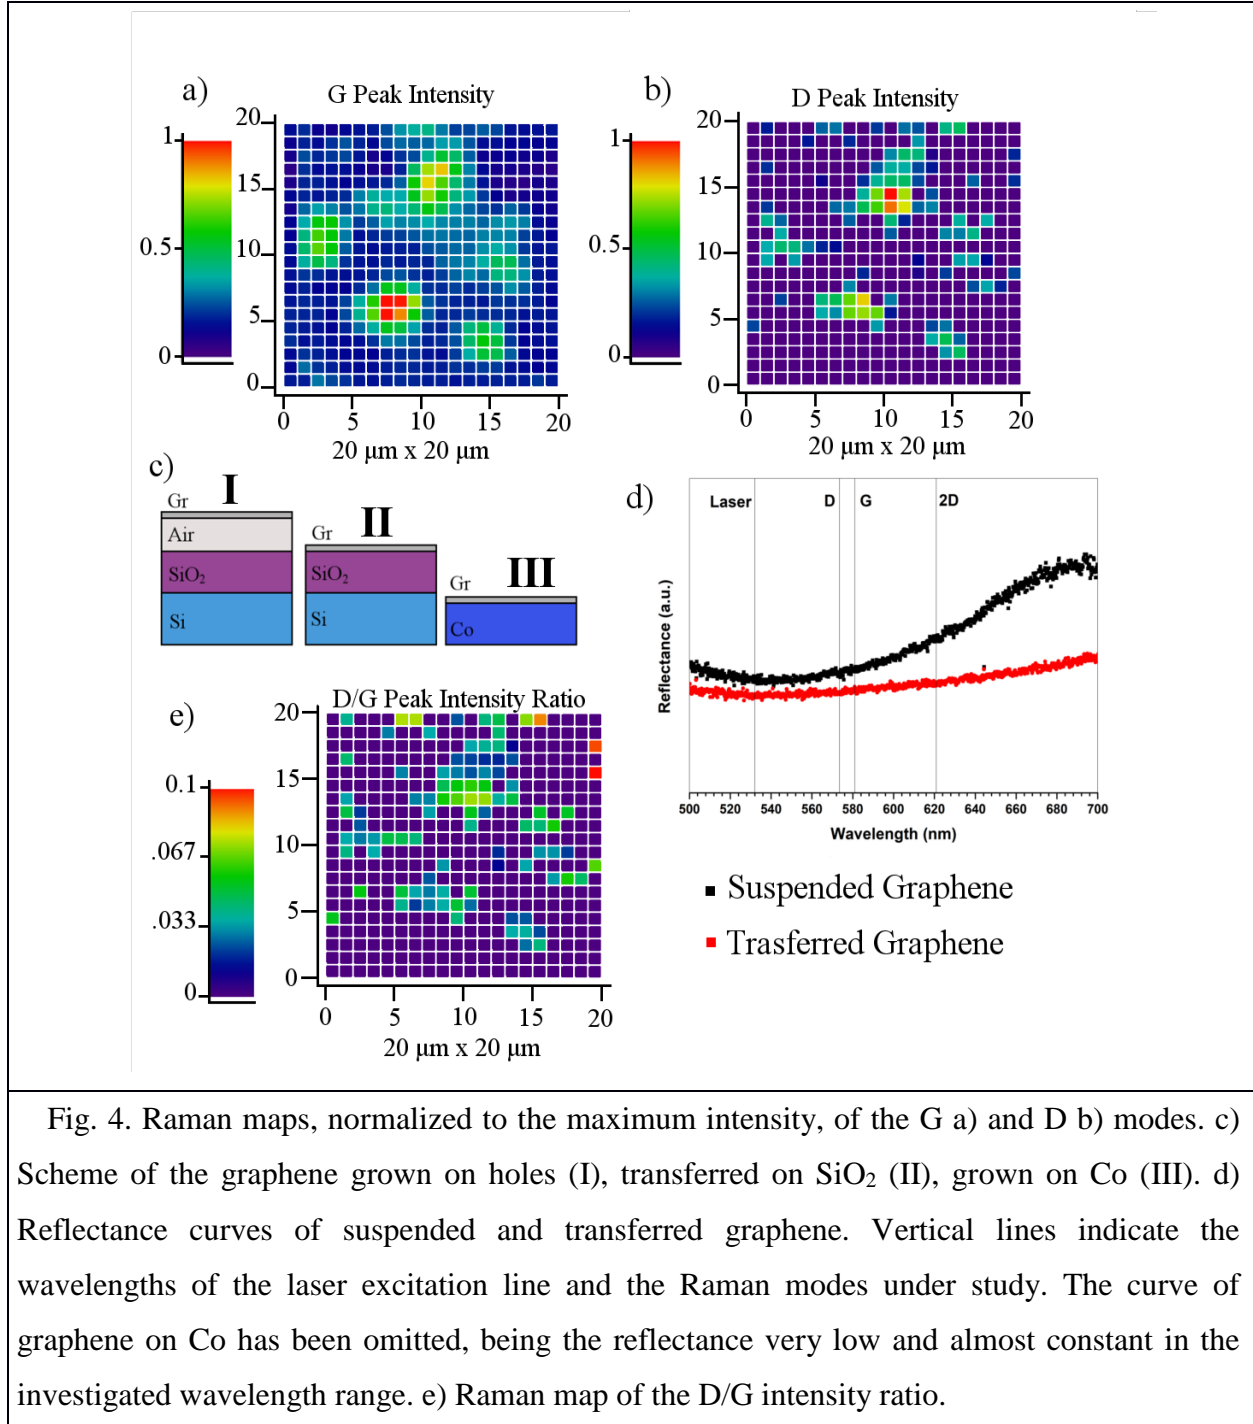 a)
G Peak Intensity
20
15
10
5
0
1
0.5
0
0 5 10 15 20
20 μm x 20 μm
b)
D Peak Intensity
20
15
10
5
0
1
0.5
0
0 5 10 15 20
20 μm x 20 μm
c)
I
Gr
Air
SiO₂
Si
II
Gr
SiO₂
Si
III
Gr
Co
d)
Laser D G 2D
Reflectance (a.u.)
500 520 540 560 580 600 620 640 660 680 700
Wavelength (nm)
Suspended Graphene
Trasferred Graphene
e)
D/G Peak Intensity Ratio
20
15
10
5
0
0.1
.067
.033
0
0 5 10 15 20
20 μm x 20 μm
Fig. 4. Raman maps, normalized to the maximum intensity, of the G a) and D b) modes. c)
Scheme of the graphene grown on holes (I), transferred on SiO₂ (II), grown on Co (III). d)
Reflectance curves of suspended and transferred graphene. Vertical lines indicate the
wavelengths of the laser excitation line and the Raman modes under study. The curve of
graphene on Co has been omitted, being the reflectance very low and almost constant in the
investigated wavelength range. e) Raman map of the D/G intensity ratio.